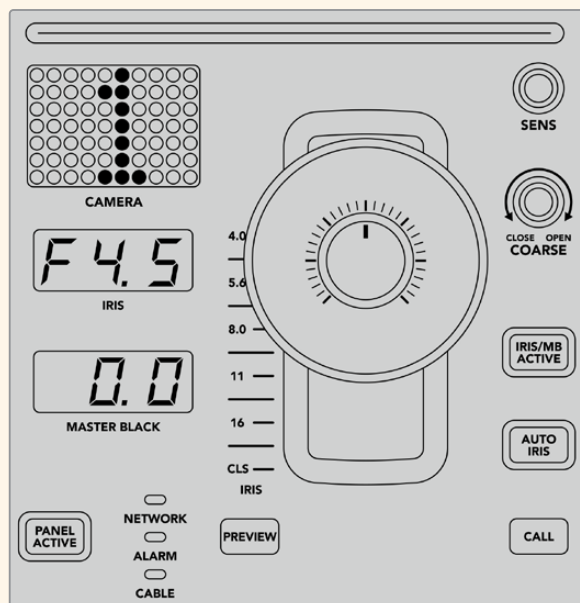 1
CAMERA
F4.5
IRIS
0.0
MASTER BLACK
4.0
5.6
8.0
11
16
CLS
IRIS
SENS
CLOSE OPEN
COARSE
IRIS/MB
ACTIVE
AUTO
IRIS
PANEL
ACTIVE
NETWORK
ALARM
CABLE
PREVIEW
CALL